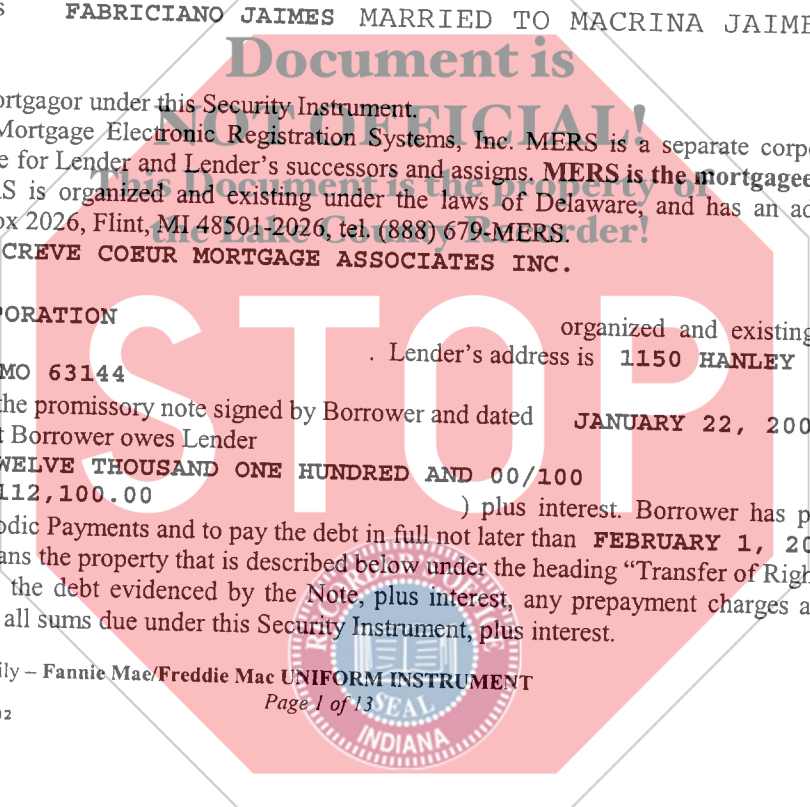 S FABRICIANO JAIMES MARRIED TO MACRINA JAIME
Document is
ortgagor under this Security Instrument.
NOT OFFICIAL!
Mortgage Electronic Registration Systems, Inc. MERS is a separate corpo
e for Lender and Lender's successors and assigns. MERS is the mortgagee
This Document is the property of
RS is organized and existing under the laws of Delaware, and has an ad
ox 2026, Flint, MI 48501-2026, tel. (888) 679-MERS.
the Lake County Recorder!
CREVE COEUR MORTGAGE ASSOCIATES INC.
STOP
PORATION
organized and existing
. Lender's address is 1150 HANLEY
MO 63144
the promissory note signed by Borrower and dated JANUARY 22, 200
t Borrower owes Lender
WELVE THOUSAND ONE HUNDRED AND 00/100
112,100.00 ) plus interest. Borrower has p
odic Payments and to pay the debt in full not later than FEBRUARY 1, 20
ans the property that is described below under the heading “Transfer of Righ
the debt evidenced by the Note, plus interest, any prepayment charges a
all sums due under this Security Instrument, plus interest.
RECORDER'S OFFICE
SEAL
INDIANA
ily – Fannie Mae/Freddie Mac UNIFORM INSTRUMENT
Page 1 of 13
02